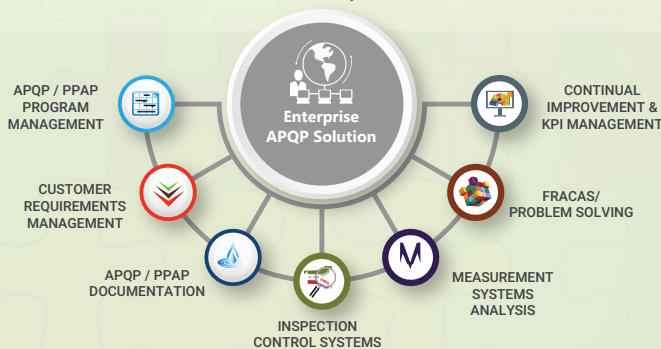 Enterprise
APQP Solution
APQP / PPAP
PROGRAM
MANAGEMENT
CUSTOMER
REQUIREMENTS
MANAGEMENT
APQP / PPAP
DOCUMENTATION
INSPECTION
CONTROL SYSTEMS
MEASUREMENT
SYSTEMS
ANALYSIS
FRACAS/
PROBLEM SOLVING
CONTINUAL
IMPROVEMENT &
KPI MANAGEMENT